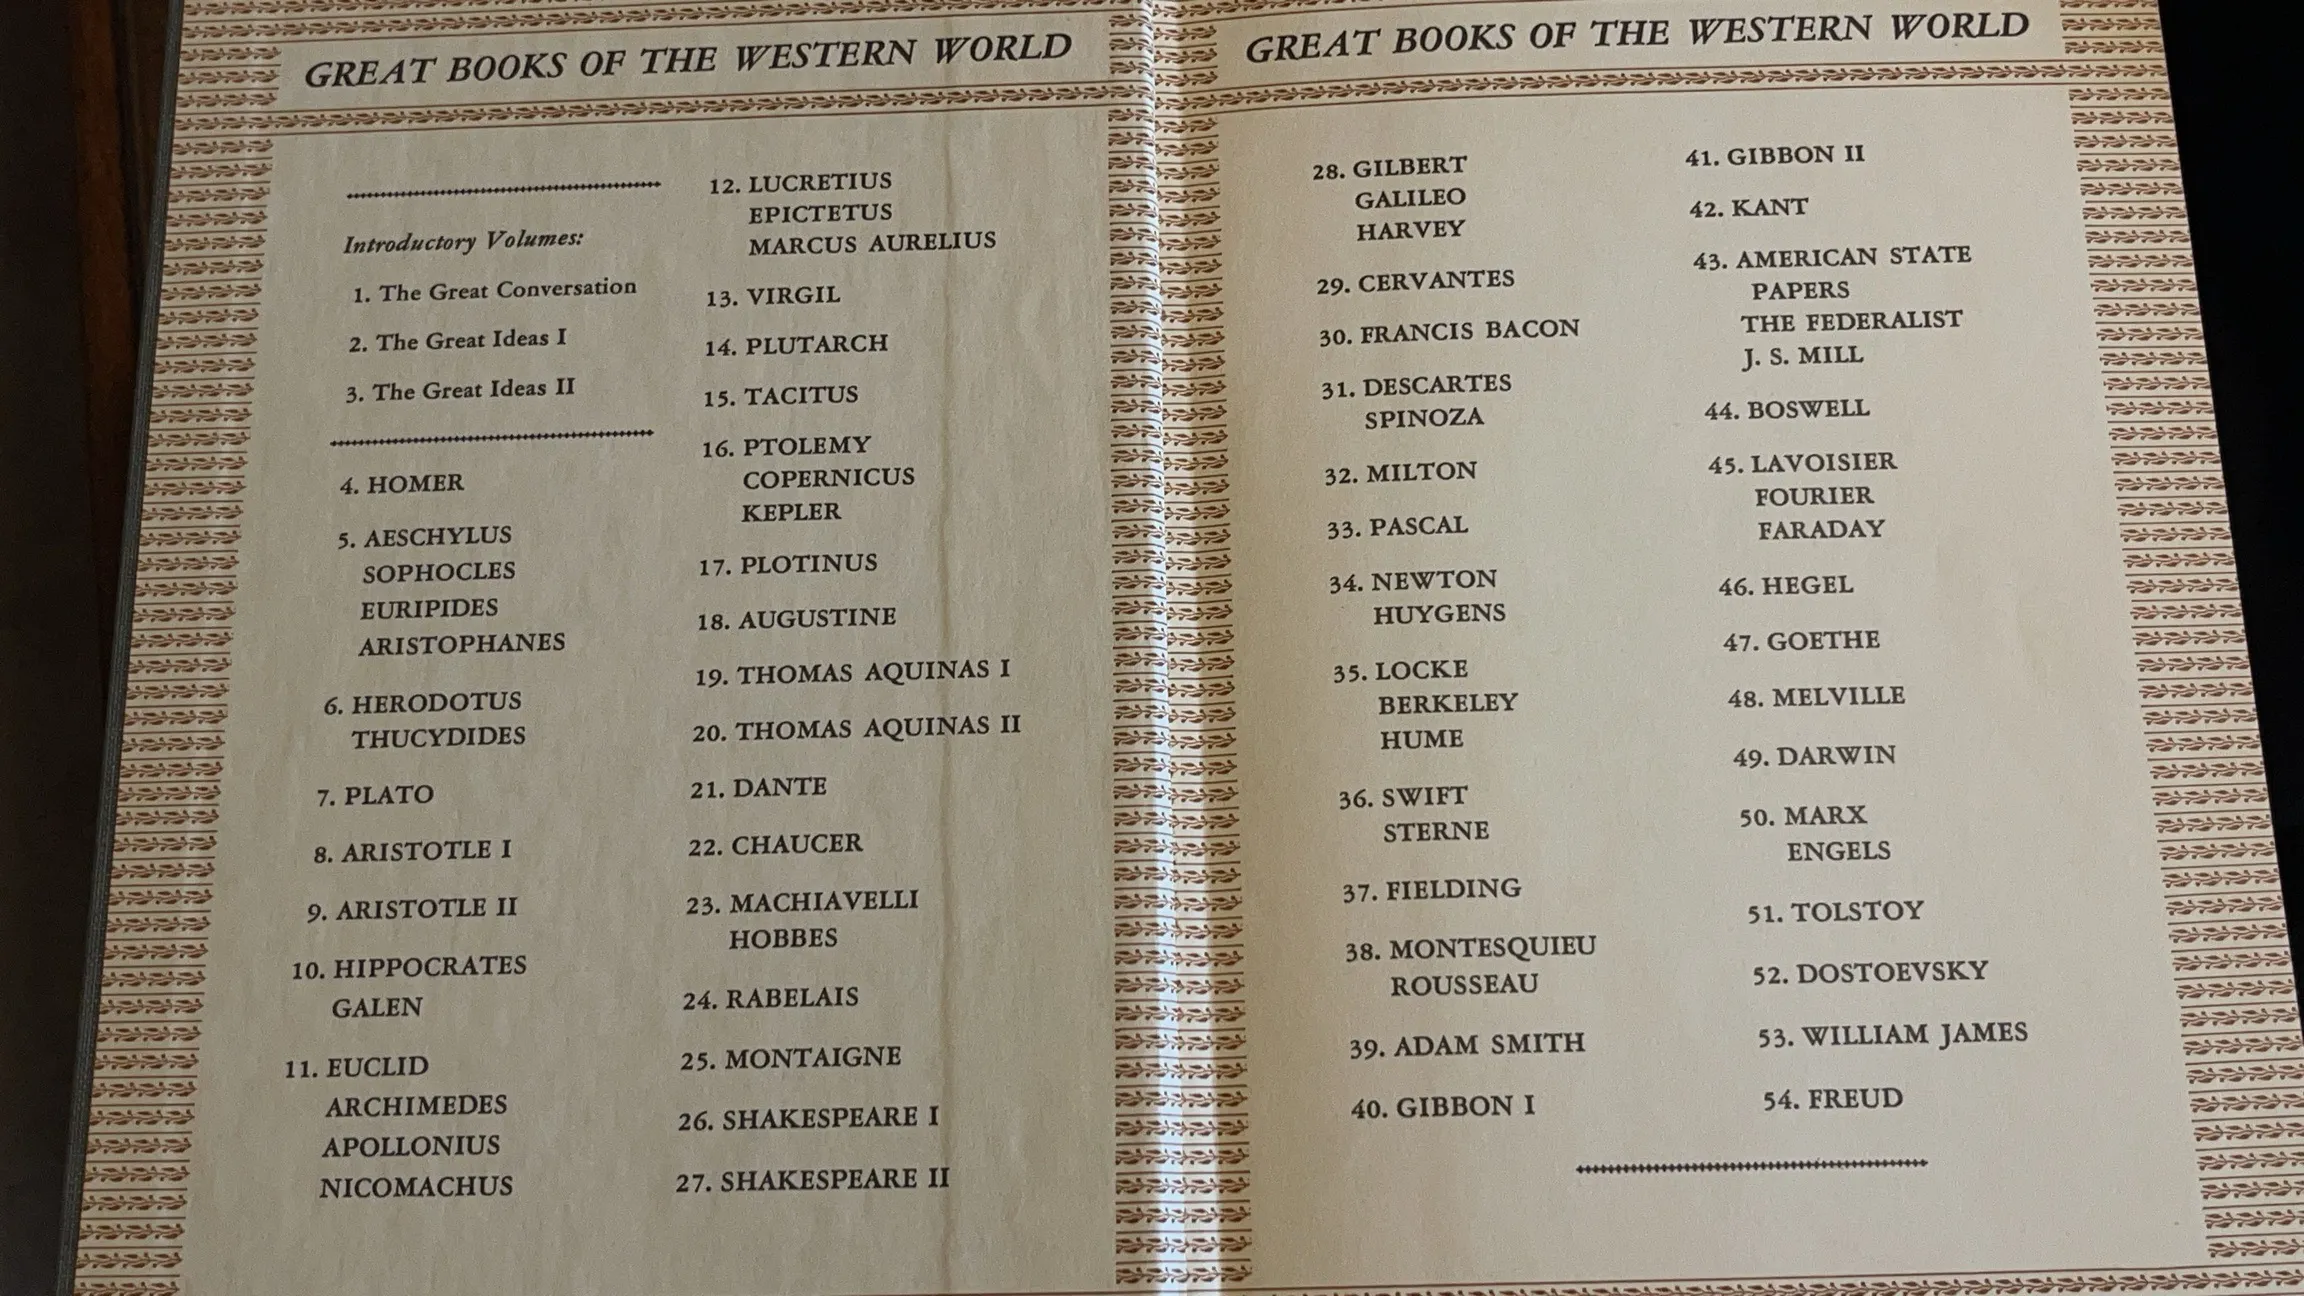 GREAT BOOKS OF THE WESTERN WORLD
Introductory Volumes:
1. The Great Conversation
2. The Great Ideas I
3. The Great Ideas II
4. HOMER
5. AESCHYLUS
SOPHOCLES
EURIPIDES
ARISTOPHANES
6. HERODOTUS
THUCYDIDES
7. PLATO
8. ARISTOTLE I
9. ARISTOTLE II
10. HIPPOCRATES
GALEN
11. EUCLID
ARCHIMEDES
APOLLONIUS
NICOMACHUS
12. LUCRETIUS
EPICTETUS
MARCUS AURELIUS
13. VIRGIL
14. PLUTARCH
15. TACITUS
16. PTOLEMY
COPERNICUS
KEPLER
17. PLOTINUS
18. AUGUSTINE
19. THOMAS AQUINAS I
20. THOMAS AQUINAS II
21. DANTE
22. CHAUCER
23. MACHIAVELLI
HOBBES
24. RABELAIS
25. MONTAIGNE
26. SHAKESPEARE I
27. SHAKESPEARE II
GREAT BOOKS OF THE WESTERN WORLD
28. GILBERT
GALILEO
HARVEY
29. CERVANTES
30. FRANCIS BACON
31. DESCARTES
SPINOZA
32. MILTON
33. PASCAL
34. NEWTON
HUYGENS
35. LOCKE
BERKELEY
HUME
36. SWIFT
STERNE
37. FIELDING
38. MONTESQUIEU
ROUSSEAU
39. ADAM SMITH
40. GIBBON I
41. GIBBON II
42. KANT
43. AMERICAN STATE
PAPERS
THE FEDERALIST
J. S. MILL
44. BOSWELL
45. LAVOISIER
FOURIER
FARADAY
46. HEGEL
47. GOETHE
48. MELVILLE
49. DARWIN
50. MARX
ENGELS
51. TOLSTOY
52. DOSTOEVSKY
53. WILLIAM JAMES
54. FREUD